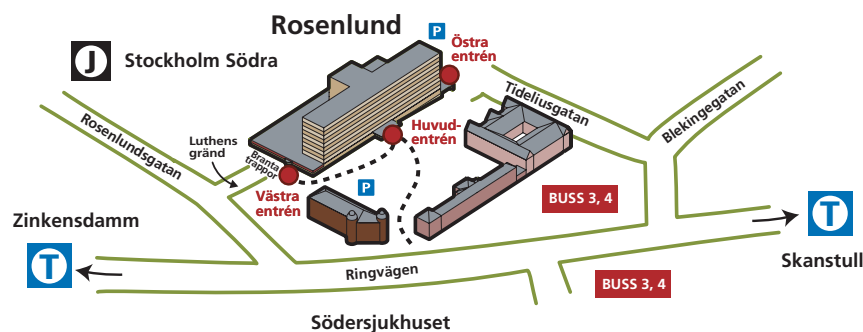 Rosenlund
P
Östra
entrén
J
Stockholm Södra
Tideliusgatan
Blekingegatan
Rosenlundsgatan
Luthens
gränd
Branta
trappor
Huvud-
entrén
Västra
entrén
P
BUSS 3, 4
Zinkensdamm
T
T
Skanstull
Ringvägen
BUSS 3, 4
Södersjukhuset